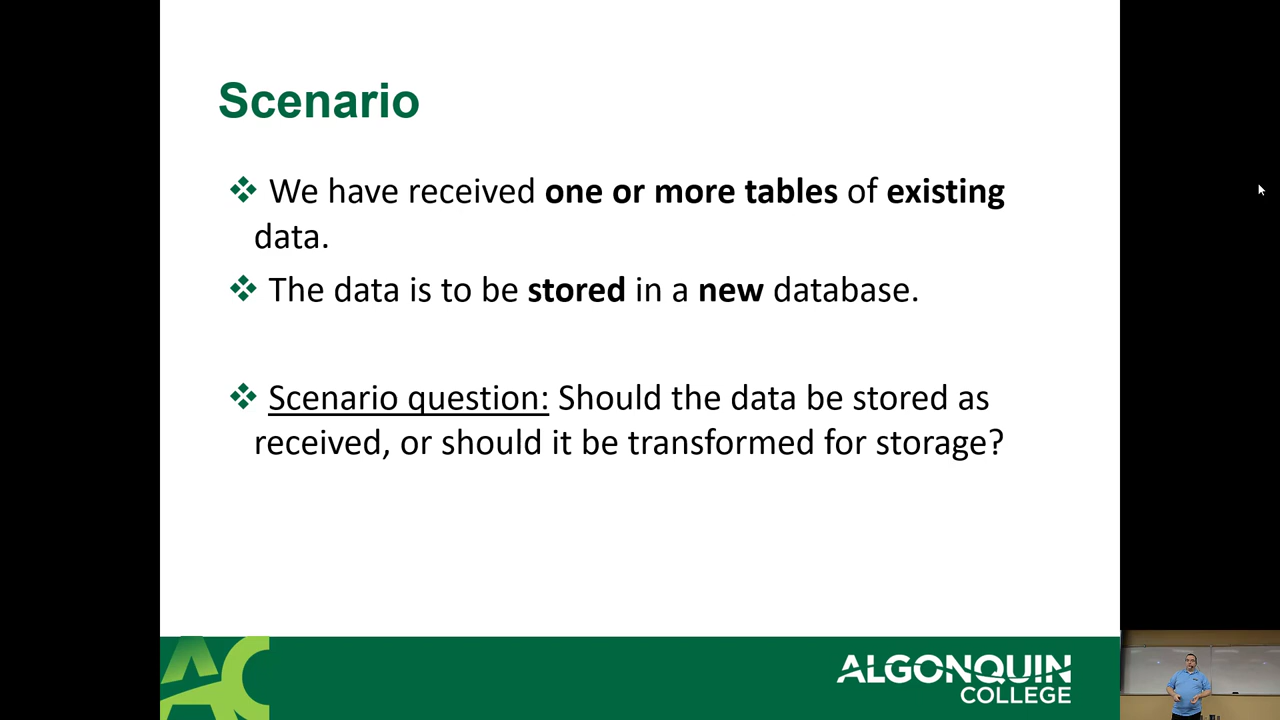 Scenario
❖ We have received one or more tables of existing
data.
❖ The data is to be stored in a new database.
❖ Scenario question: Should the data be stored as
received, or should it be transformed for storage?
AC
ALGONQUIN
COLLEGE